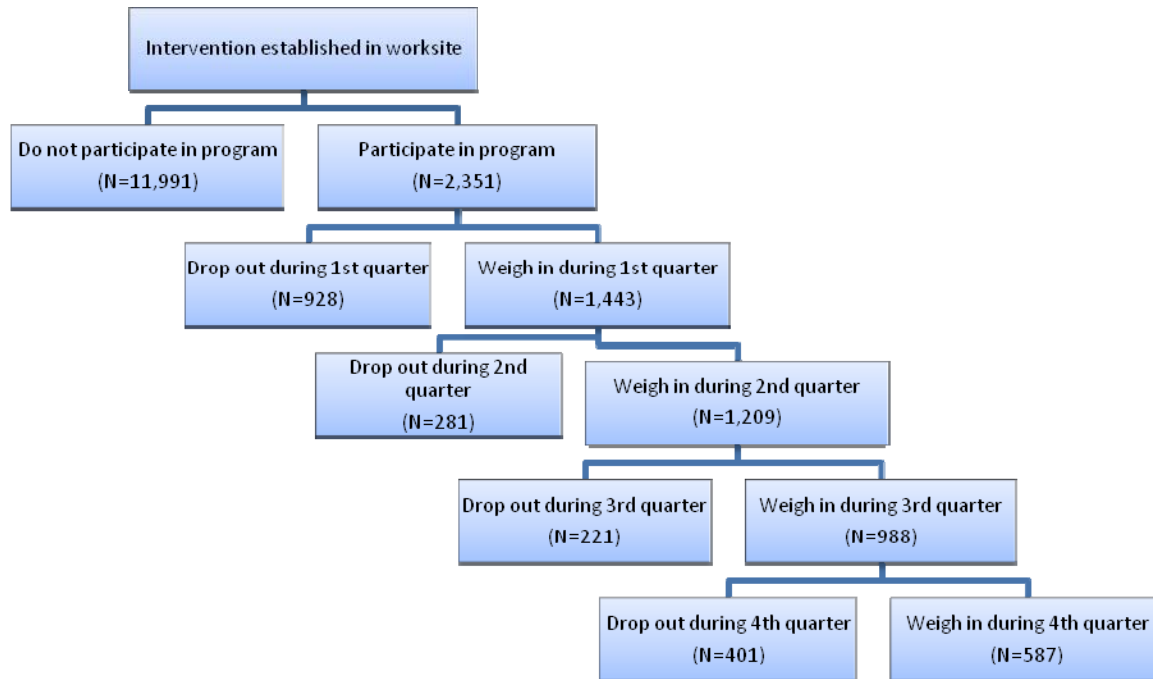 Intervention established in worksite
Do not participate in program
(N=11,991)
Participate in program
(N=2,351)
Drop out during 1st quarter
(N=928)
Weigh in during 1st quarter
(N=1,443)
Drop out during 2nd
quarter
(N=281)
Weigh in during 2nd quarter
(N=1,209)
Drop out during 3rd quarter
(N=221)
Weigh in during 3rd quarter
(N=988)
Drop out during 4th quarter
(N=401)
Weigh in during 4th quarter
(N=587)